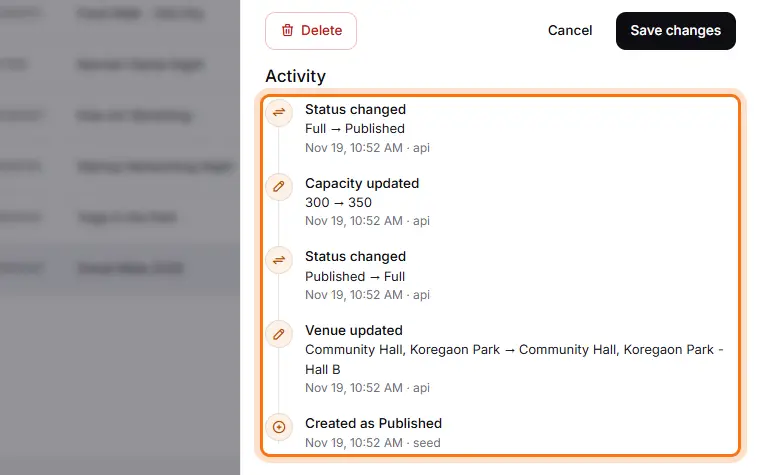 Delete
Cancel
Save changes
Activity
Status changed
Full → Published
Nov 19, 10:52 AM · api
Capacity updated
300 → 350
Nov 19, 10:52 AM · api
Status changed
Published → Full
Nov 19, 10:52 AM · api
Venue updated
Community Hall, Koregaon Park → Community Hall, Koregaon Park -
Hall B
Nov 19, 10:52 AM · api
Created as Published
Nov 19, 10:52 AM · seed